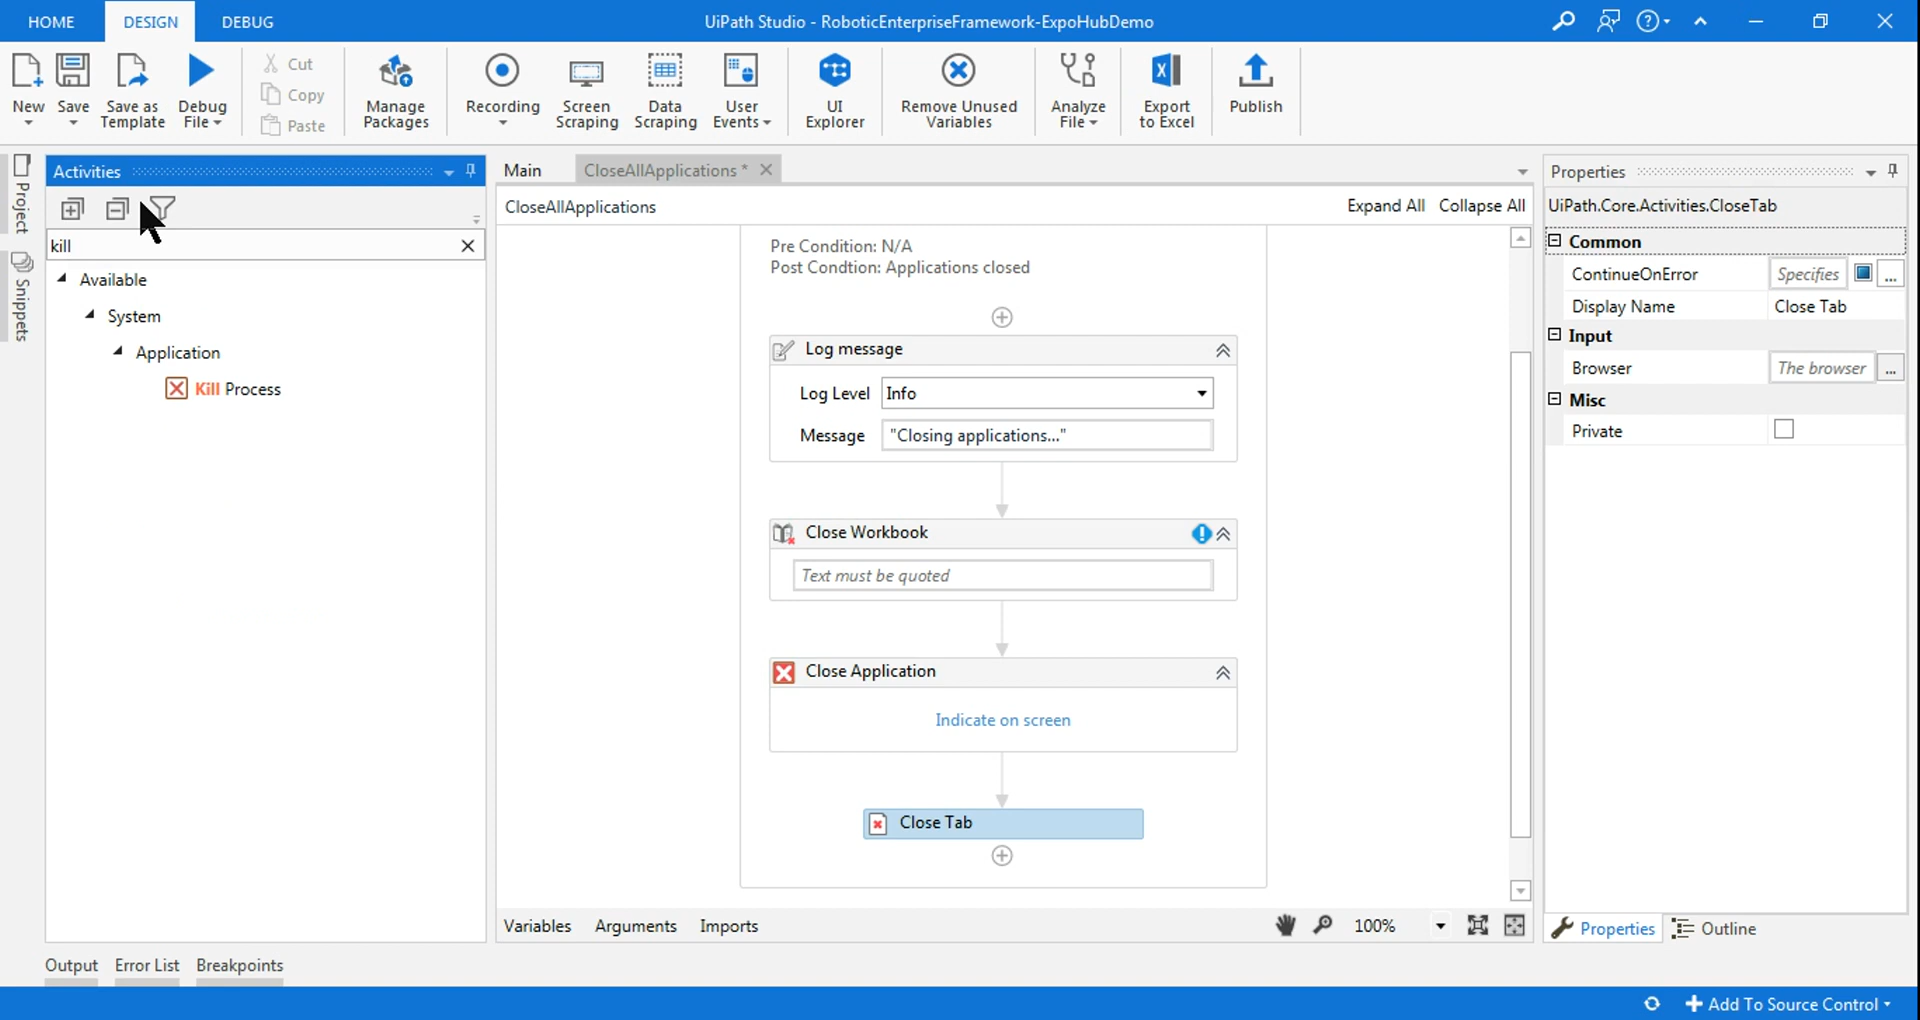 HOME DESIGN DEBUG UiPath Studio - RoboticEnterpriseFramework-ExpoHubDemo
New
Save
Save as
Template
Debug
File
Cut
Copy
Paste
Manage
Packages
Recording
Screen
Scraping
Data
Scraping
User
Events
UI
Explorer
Remove Unused
Variables
Analyze
File
Export
to Excel
Publish
Project
Snippets
Activities
kill
Available
System
Application
Kill Process
Main CloseAllApplications *
CloseAllApplications Expand All Collapse All
Pre Condition: N/A
Post Condtion: Applications closed
Log message
Log Level Info
Message "Closing applications..."
Close Workbook
Text must be quoted
Close Application
Indicate on screen
Close Tab
Variables Arguments Imports 100%
Properties
UiPath.Core.Activities.CloseTab
Common
ContinueOnError Specifies ...
Display Name Close Tab
Input
Browser The browser ...
Misc
Private
Properties Outline
Output Error List Breakpoints
Add To Source Control